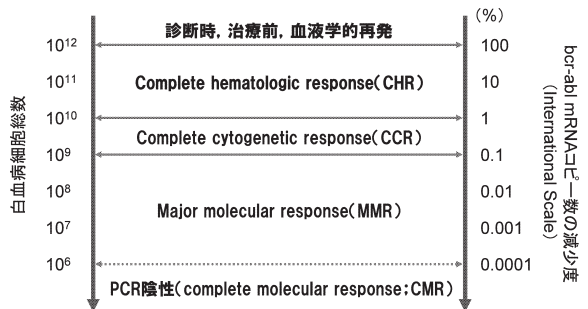 (%)
診断時,治療前,血液学的再発
10¹² 100
10¹¹ Complete hematologic response(CHR) 10
10¹⁰ 1
Complete cytogenetic response(CCR)
10⁹ 0.1
10⁸ 0.01
Major molecular response(MMR)
10⁷ 0.001
10⁶ 0.0001
PCR陰性(complete molecular response;CMR)
白血病細胞総数
bcr-abl mRNAコピー数の減少度
(International Scale)